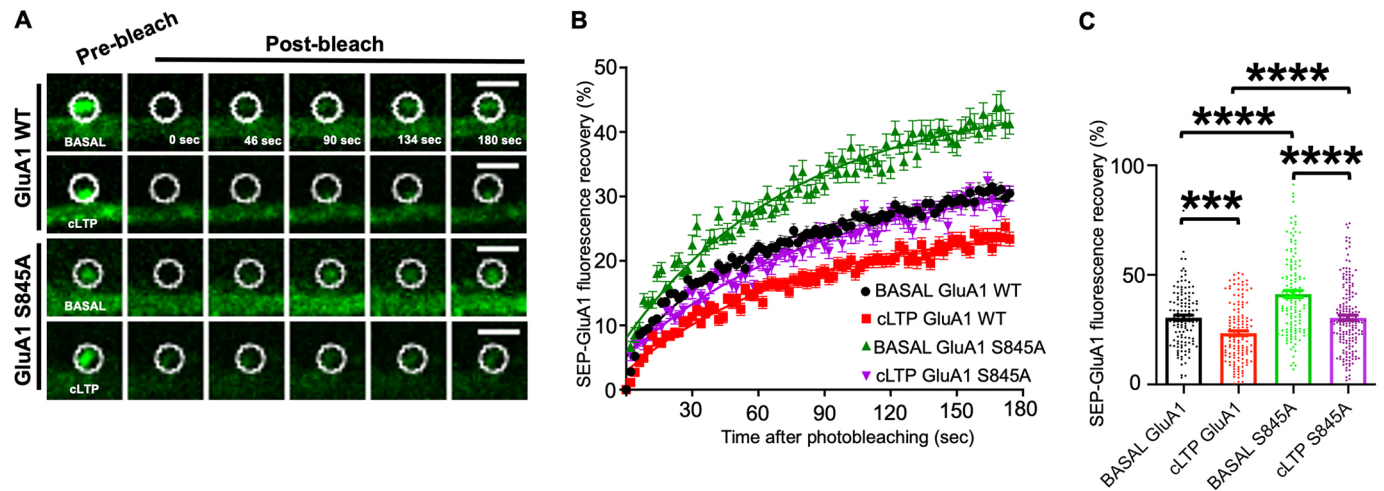 A
Pre-bleach
Post-bleach
GluA1 WT
BASAL
0 sec
46 sec
90 sec
134 sec
180 sec
cLTP
GluA1 S845A
BASAL
cLTP
B
SEP-GluA1 fluorescence recovery (%)
50
40
30
20
10
0
30
60
90
120
150
180
Time after photobleaching (sec)
BASAL GluA1 WT
cLTP GluA1 WT
BASAL GluA1 S845A
cLTP GluA1 S845A
C
SEP-GluA1 fluorescence recovery (%)
100
50
0
****
****
****
***
BASAL GluA1
cLTP GluA1
BASAL S845A
cLTP S845A